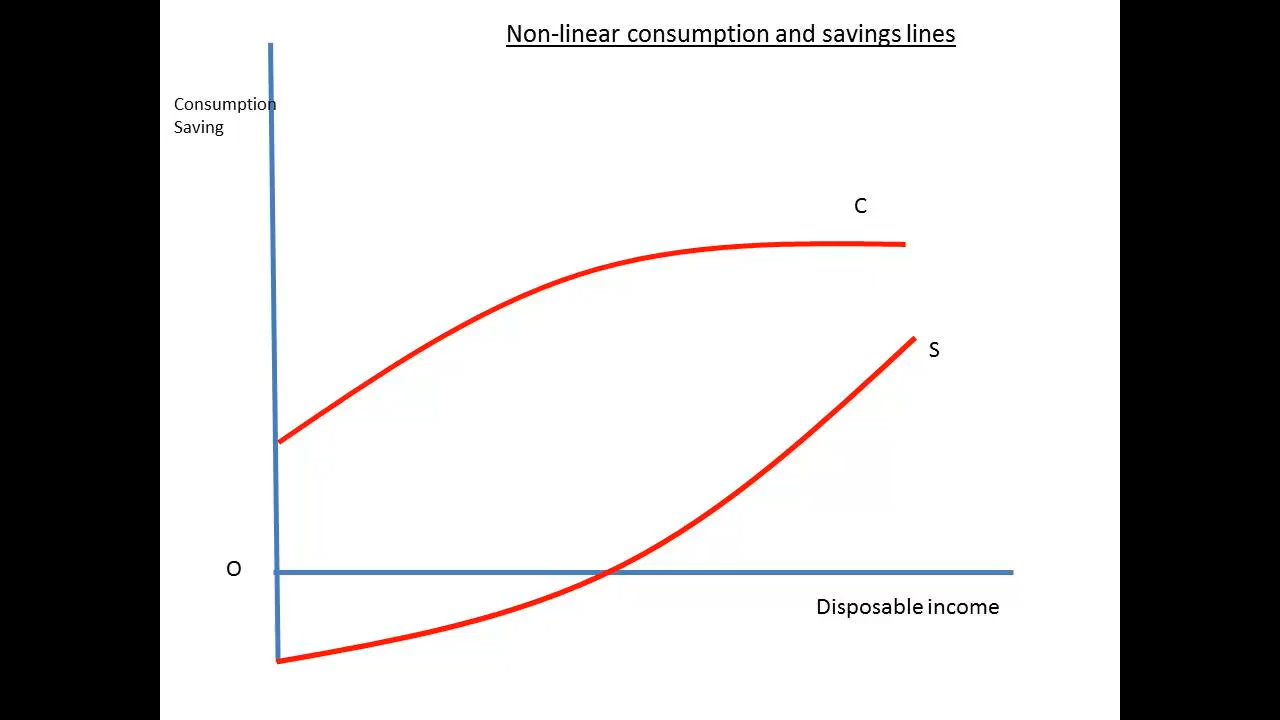 Non-linear consumption and savings lines
Consumption
Saving
C
S
O
Disposable income